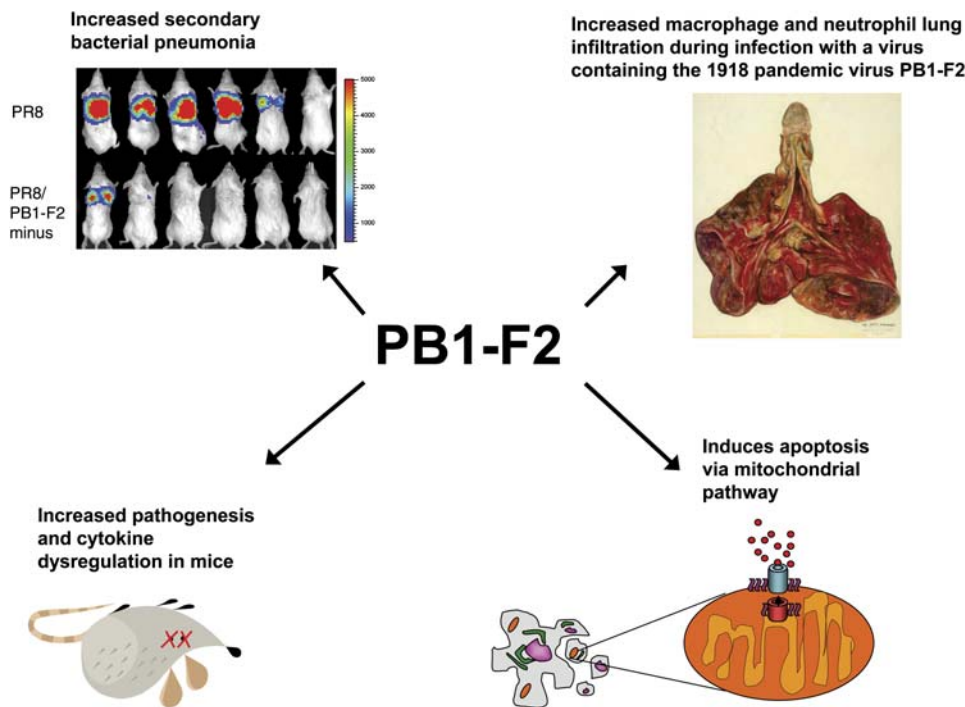 Increased secondary
bacterial pneumonia
PR8
PR8/
PB1-F2
minus
5000
4000
3000
2000
1000
Increased macrophage and neutrophil lung
infiltration during infection with a virus
containing the 1918 pandemic virus PB1-F2
PB1-F2
Increased pathogenesis
and cytokine
dysregulation in mice
Induces apoptosis
via mitochondrial
pathway